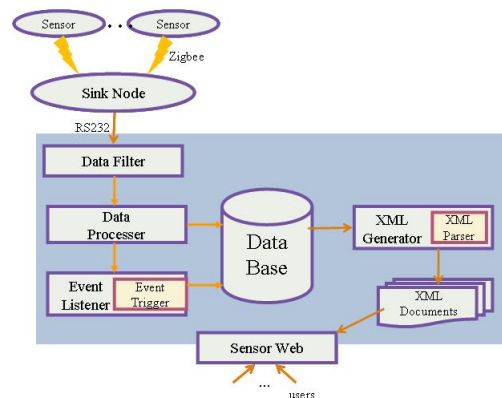 Sensor
...
Sensor
Zigbee
Sink Node
RS232
Data Filter
Data
Processer
Event
Listener
Event
Trigger
Data
Base
XML
Generator
XML
Parser
XML
Documents
Sensor Web
...
users